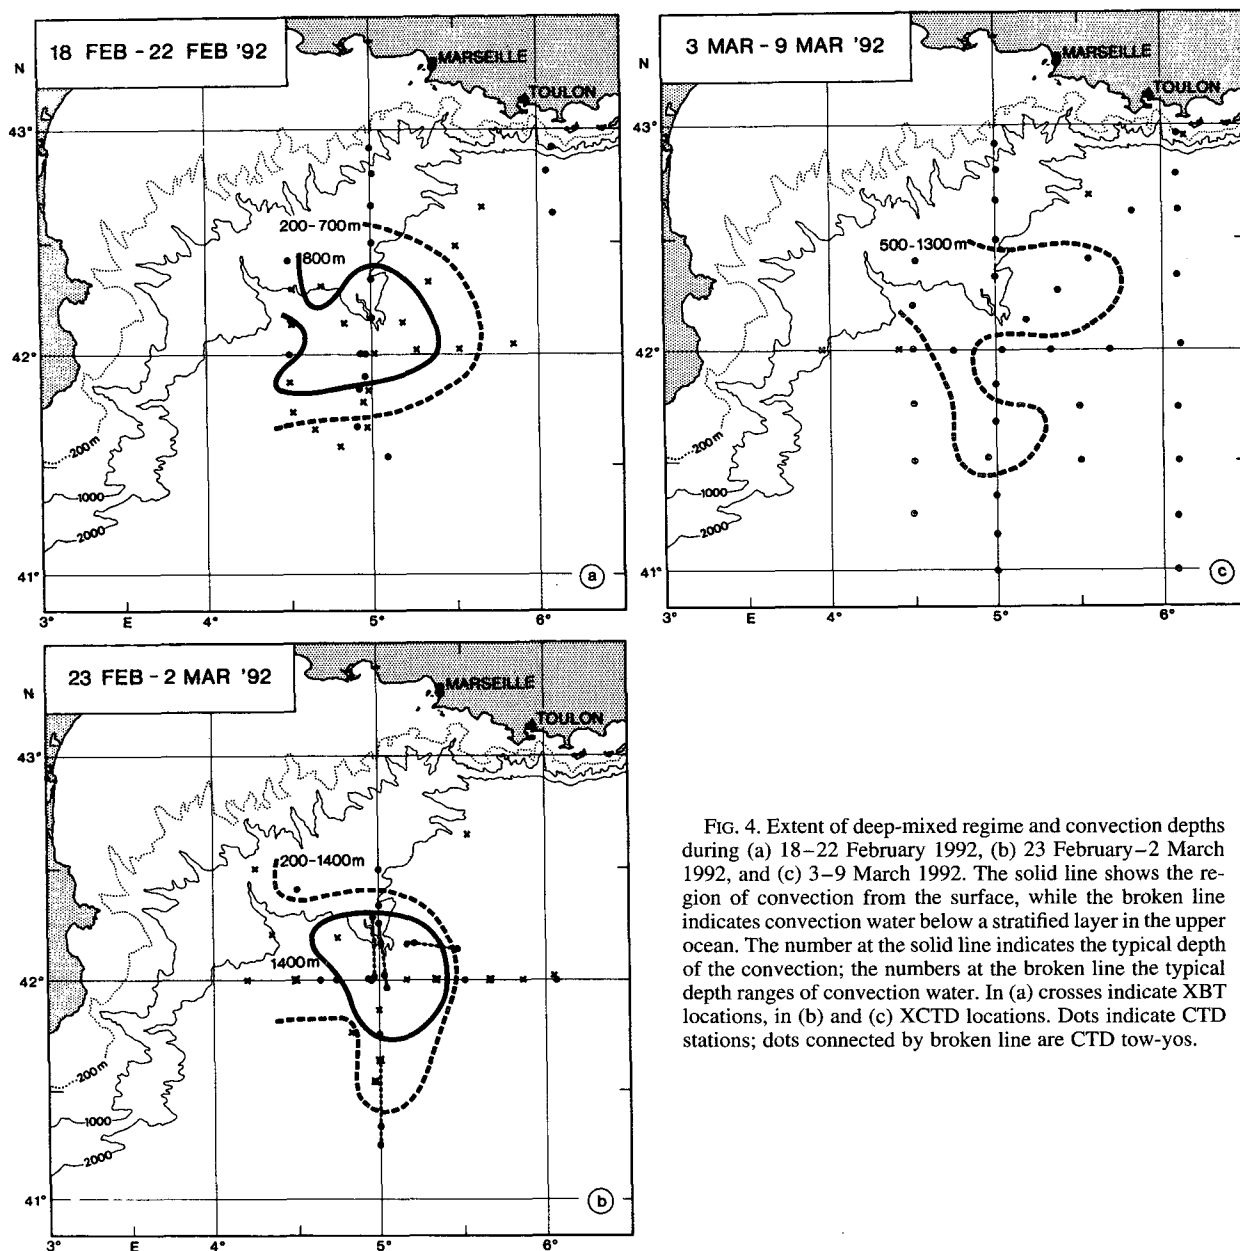 18 FEB - 22 FEB '92
N
MARSEILLE
TOULON
43°
200-700m
800m
42°
200m
1000
2000
41°
a
3°
E
4°
5°
6°
3 MAR - 9 MAR '92
N
MARSEILLE
TOULON
43°
500-1300m
42°
200m
1000
2000
41°
c
3°
E
4°
5°
6°
23 FEB - 2 MAR '92
N
MARSEILLE
TOULON
43°
200-1400m
1400m
42°
200m
1000
2000
41°
b
3°
E
4°
5°
6°
FIG. 4. Extent of deep-mixed regime and convection depths
during (a) 18–22 February 1992, (b) 23 February–2 March
1992, and (c) 3–9 March 1992. The solid line shows the re-
gion of convection from the surface, while the broken line
indicates convection water below a stratified layer in the upper
ocean. The number at the solid line indicates the typical depth
of the convection; the numbers at the broken line the typical
depth ranges of convection water. In (a) crosses indicate XBT
locations, in (b) and (c) XCTD locations. Dots indicate CTD
stations; dots connected by broken line are CTD tow-yos.